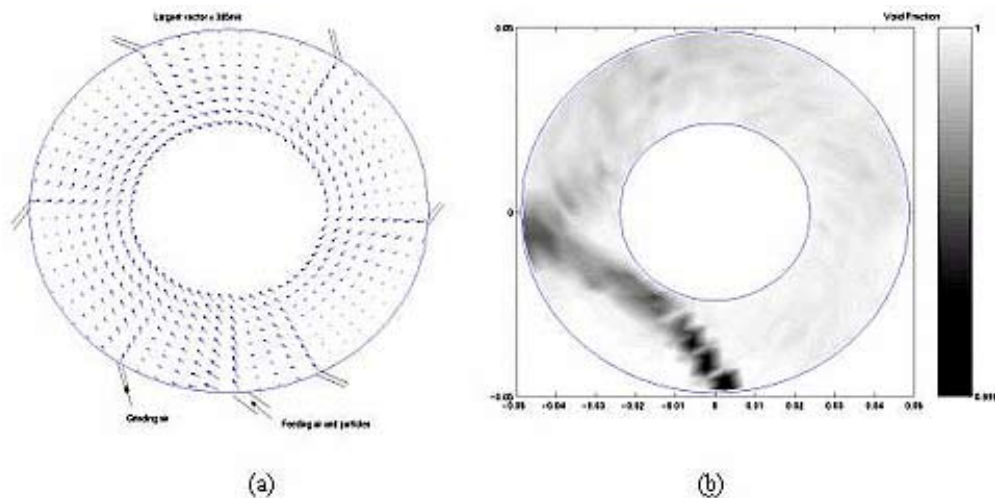 Largest vector = 385m/s
Grinding air
Feeding air and particles
(a)
Void Fraction
0.05
0
-0.05
-0.05 -0.04 -0.03 -0.02 -0.01 0 0.01 0.02 0.03 0.04 0.05
1
(b)